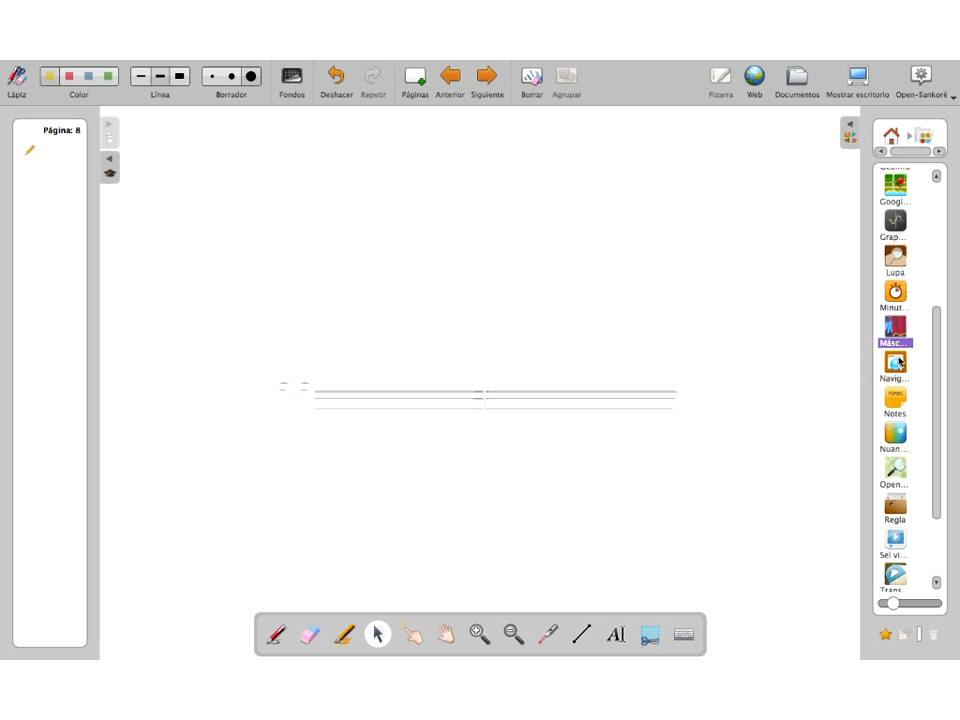 Lápiz Color Línea Borrador Fondos Deshacer Repetir Páginas Anterior Siguiente Borrar Agrupar Pizarra Web Documentos Mostrar escritorio Open-Sankoré
Página: 8
Googl...
Grap...
Lupa
Minut...
Másc...
Navig...
Notes
Nuan...
Open...
Regla
Sel vi...
Trans
AI